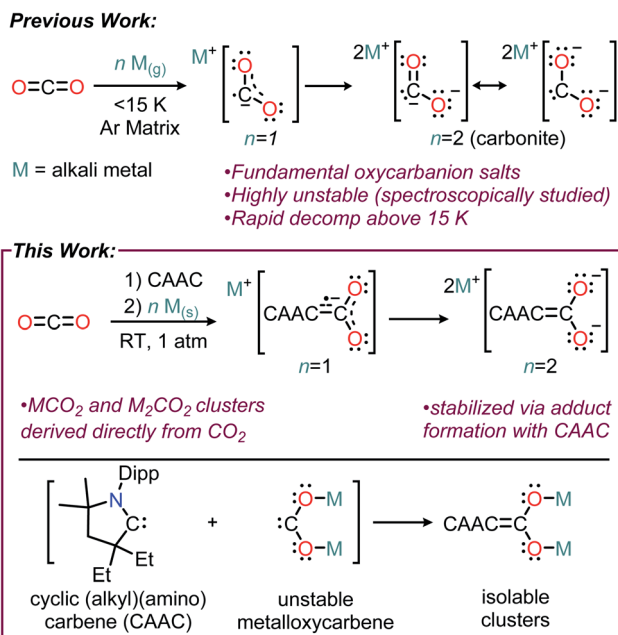 Previous Work:
O=C=O
n M(g)
<15 K
Ar Matrix
M+ [O C O] −
n=1
2M+ [O C O −] ↔ 2M+ [O − C O −]
n=2 (carbonite)
M = alkali metal
•Fundamental oxycarbanion salts
•Highly unstable (spectroscopically studied)
•Rapid decomp above 15 K
This Work:
O=C=O
1) CAAC
2) n M(s)
RT, 1 atm
M+ [CAAC C O O] •−
n=1
2M+ [CAAC=C O − O −]
n=2
•MCO2 and M2CO2 clusters
derived directly from CO2
•stabilized via adduct
formation with CAAC
Dipp
N
C:
Et
Et
+
O–M
:C
O–M
CAAC=C
O–M
O–M
cyclic (alkyl)(amino)
carbene (CAAC)
unstable
metalloxycarbene
isolable
clusters